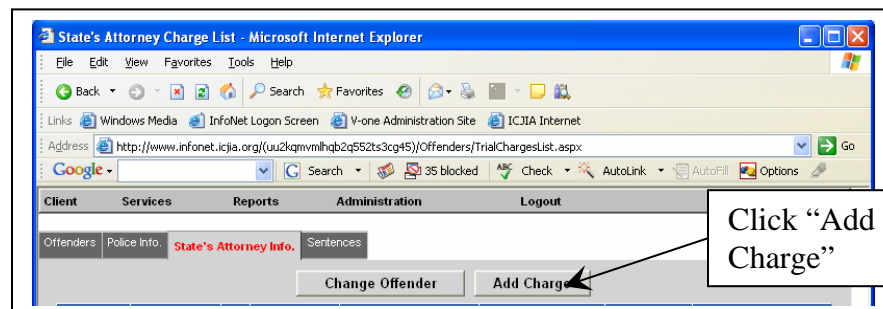 State's Attorney Charge List - Microsoft Internet Explorer
File Edit View Favorites Tools Help
Back Search Favorites
Links Windows Media InfoNet Logon Screen V-one Administration Site ICJIA Internet
Address http://www.infonet.icjia.org/(uu2kqmvmlhqb2q552ts3cg45)/Offenders/TrialChargesList.aspx Go
Google G Search 35 blocked ABC Check AutoLink AutoFill Options
Client Services Reports Administration Logout
Click “Add
Charge”
Offenders Police Info. State's Attorney Info. Sentences
Change Offender Add Charge